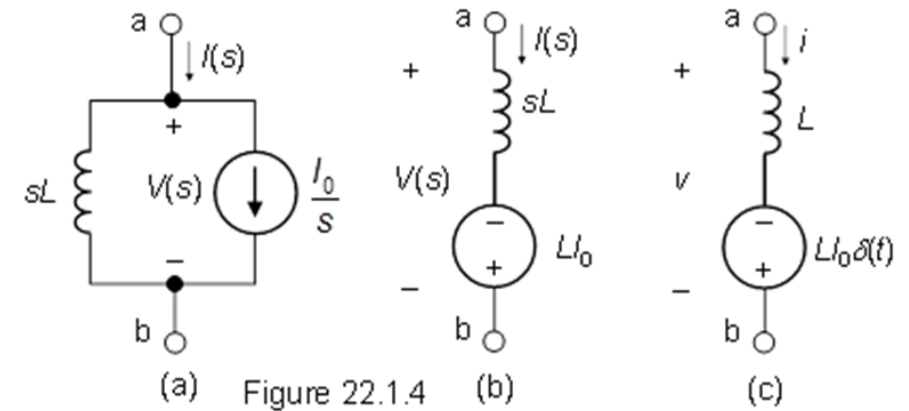 a
I(s)
+
sL
V(s)
I0
s
–
b
(a)
a
I(s)
+
sL
V(s)
–
+
LI0
–
b
(b)
a
i
+
L
v
–
+
LI0δ(t)
–
b
(c)
Figure 22.1.4